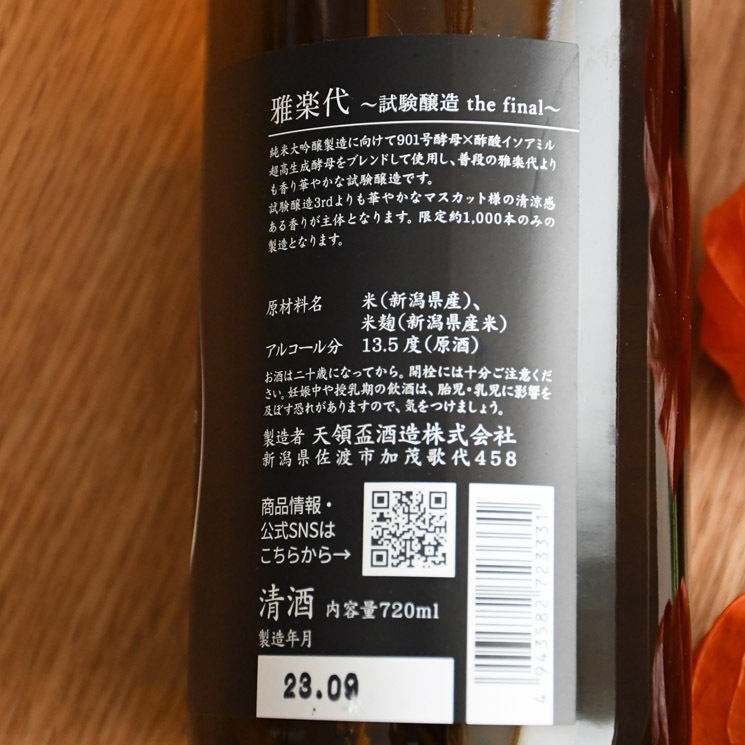 雅楽代 ～試験醸造 the final～
純米大吟醸製造に向けて901号酵母×酢酸イソアミル
超高生成酵母をブレンドして使用し、普段の雅楽代より
も香り華やかな試験醸造です。
試験醸造3rdよりも華やかなマスカット様の清涼感
ある香りが主体となります。限定約1,000本のみの
製造となります。
原材料名 米（新潟県産）、
米麹（新潟県産米）
アルコール分 13.5度（原酒）
お酒は二十歳になってから。開栓には十分ご注意くだ
さい。妊娠中や授乳期の飲酒は、胎児・乳児に影響を
及ぼす恐れがありますので、気をつけましょう。
製造者 天領盃酒造株式会社
新潟県佐渡市加茂歌代458
商品情報・
公式SNSは
こちらから→
清酒 内容量720ml
製造年月
23.09
4943582723331